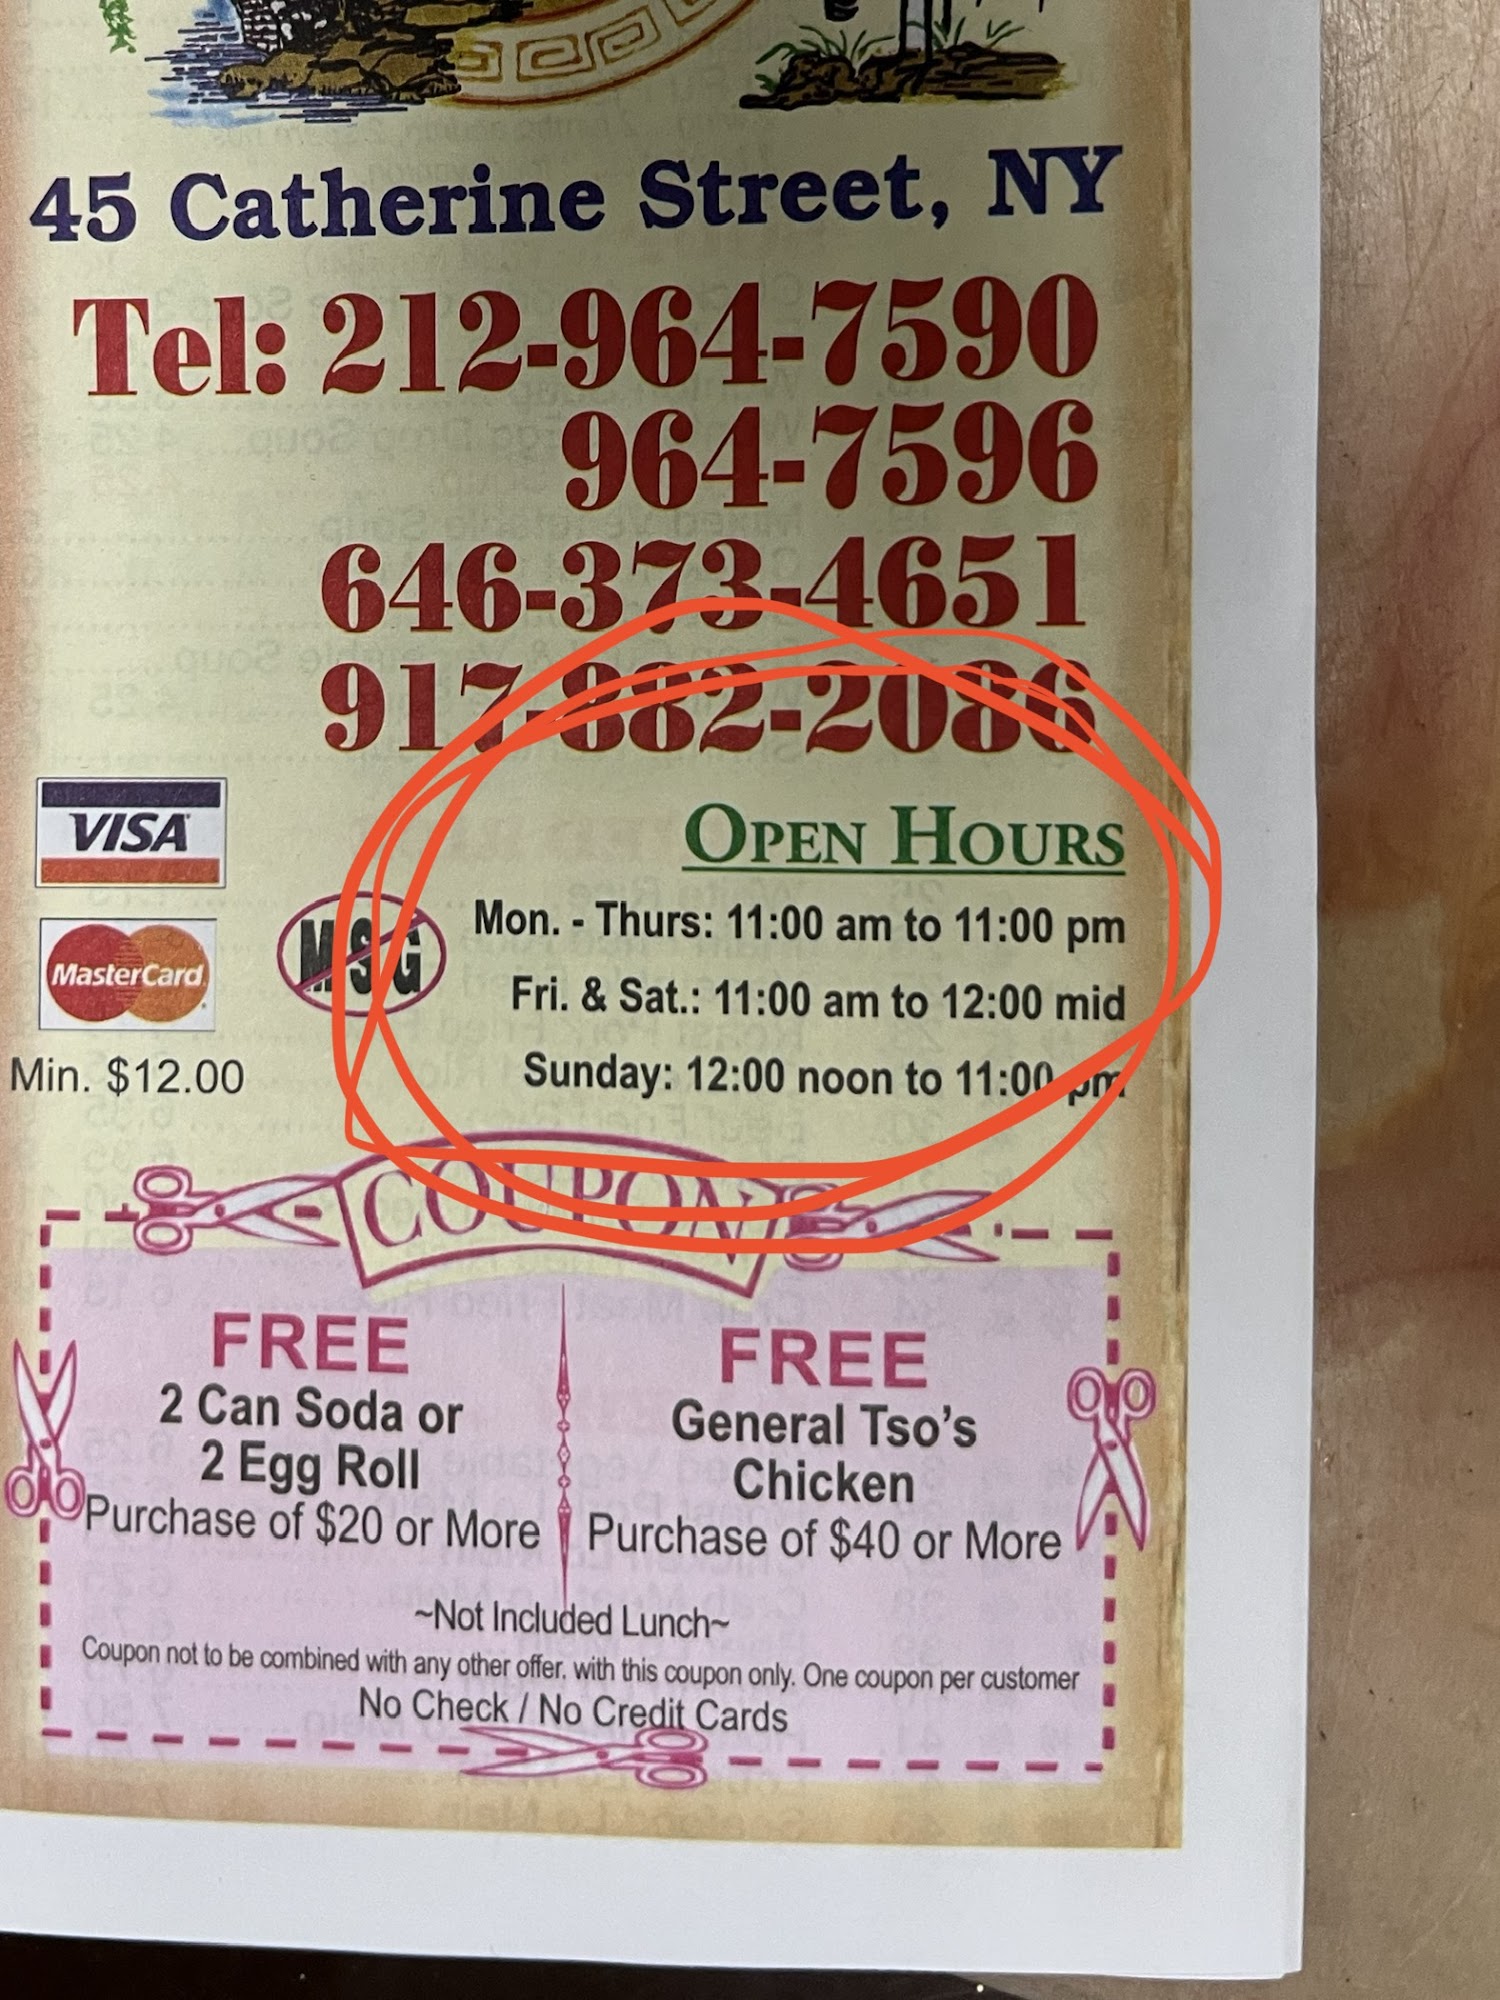 45 Catherine Street, NY
Tel: 212-964-7590
964-7596
646-373-4651
917-882-2086
VISA
MasterCard
Min. $12.00
MSG
OPEN HOURS
Mon. - Thurs: 11:00 am to 11:00 pm
Fri. & Sat.: 11:00 am to 12:00 mid
Sunday: 12:00 noon to 11:00 pm
COUPON
FREE
2 Can Soda or
2 Egg Roll
Purchase of $20 or More
FREE
General Tso's
Chicken
Purchase of $40 or More
~Not Included Lunch~
Coupon not to be combined with any other offer, with this coupon only. One coupon per customer
No Check / No Credit Cards